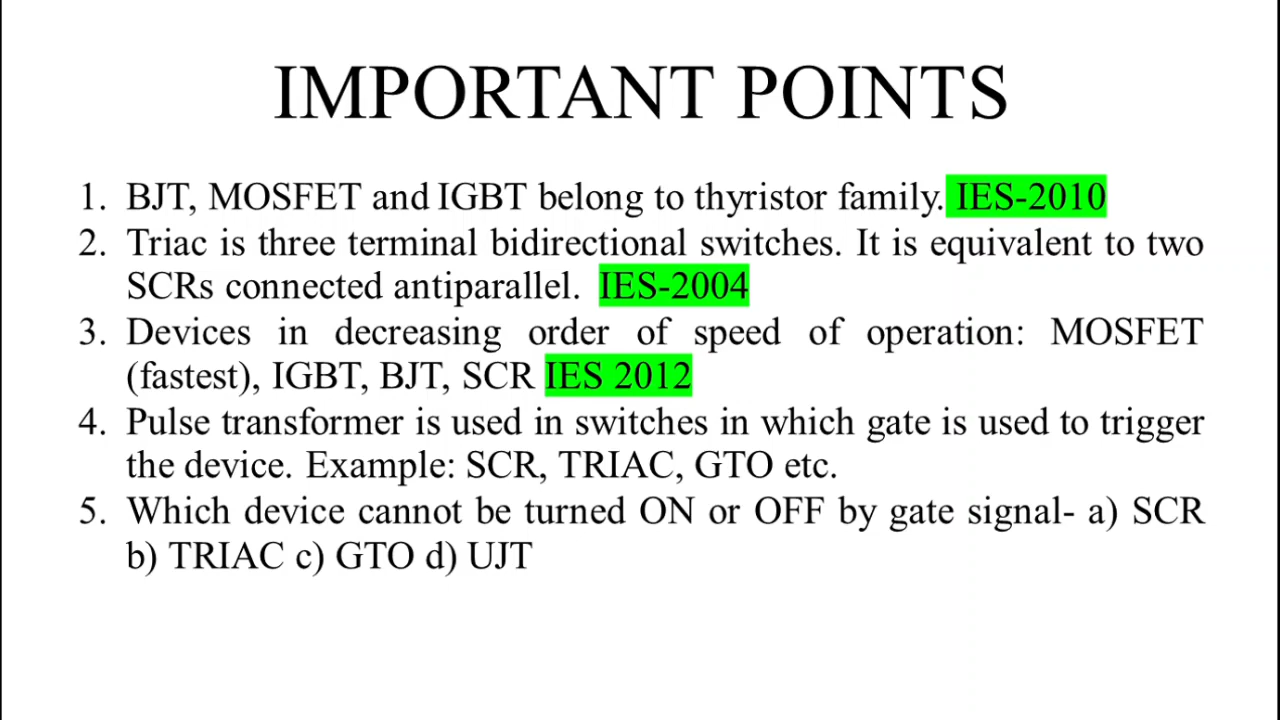 IMPORTANT POINTS
1. BJT, MOSFET and IGBT belong to thyristor family. IES-2010
2. Triac is three terminal bidirectional switches. It is equivalent to two
SCRs connected antiparallel. IES-2004
3. Devices in decreasing order of speed of operation: MOSFET
(fastest), IGBT, BJT, SCR IES 2012
4. Pulse transformer is used in switches in which gate is used to trigger
the device. Example: SCR, TRIAC, GTO etc.
5. Which device cannot be turned ON or OFF by gate signal- a) SCR
b) TRIAC c) GTO d) UJT